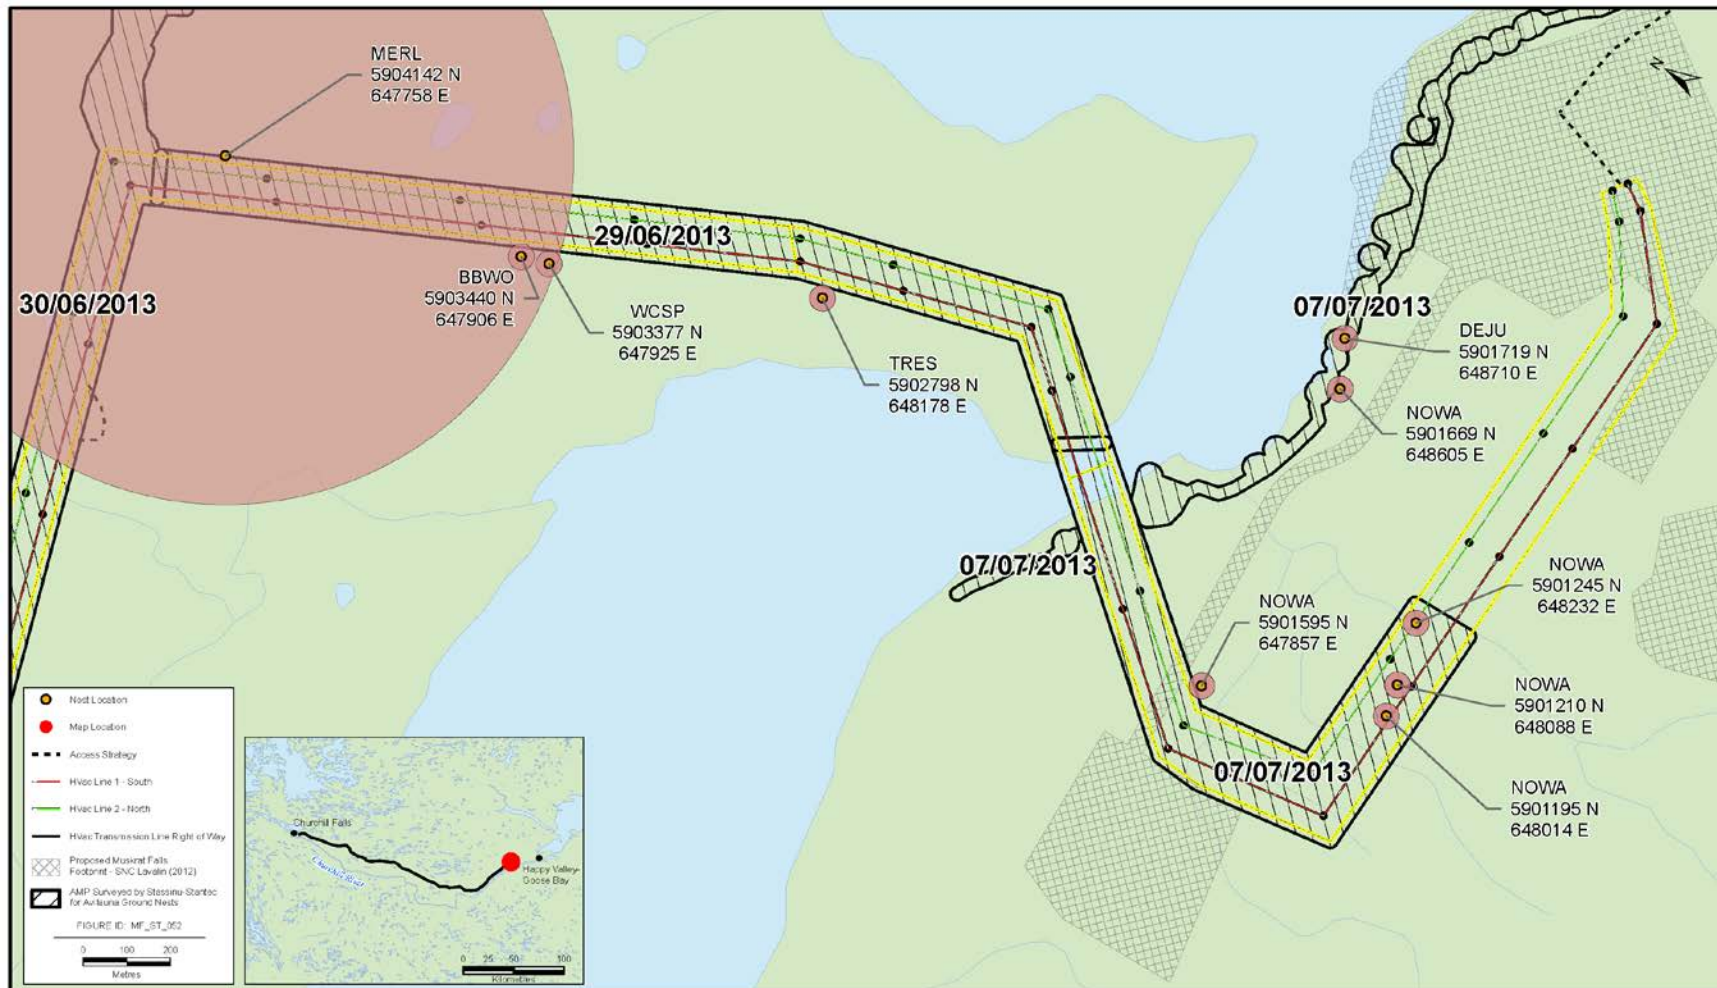 MERL
5904142 N
647758 E
N
29/06/2013
30/06/2013
BBWO
5903440 N
647906 E
WCSP
5903377 N
647925 E
TRES
5902798 N
648178 E
07/07/2013
DEJU
5901719 N
648710 E
NOWA
5901669 N
648605 E
07/07/2013
NOWA
5901245 N
648232 E
NOWA
5901595 N
647857 E
NOWA
5901210 N
648088 E
07/07/2013
NOWA
5901195 N
648014 E
Nest Location
Map Location
Access Strategy
Hvac Line 1 - South
Hvac Line 2 - North
Hvac Transmission Line Right of Way
Proposed Muskrat Falls
Footprint - SNC Lavalin (2012)
AMP Surveyed by Stassinu-Stantec
for Avifauna Ground Nests
FIGURE ID: MF_ST_052
0 100 200
Metres
Churchill Falls
Churchill River
Happy Valley-
Goose Bay
0 25 50 100
Kilometres